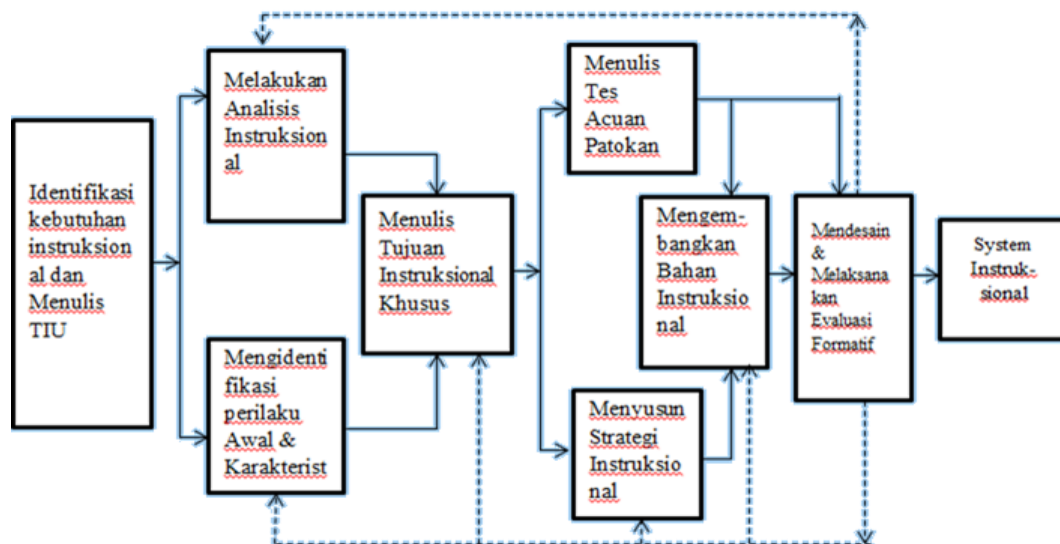 Identifikasi
kebutuhan
instruksion
al dan
Menulis
TIU
Melakukan
Analisis
Instruksion
al
Mengidenti
fikasi
perilaku
Awal &
Karakterist
Menulis
Tujuan
Instruksional
Khusus
Menulis
Tes
Acuan
Patokan
Menyusun
Strategi
Instruksio
nal
Mengem-
bangkan
Bahan
Instruksio
nal
Mendesain
&
Melaksana
kan
Evaluasi
Formatif
System
Instruk-
sional